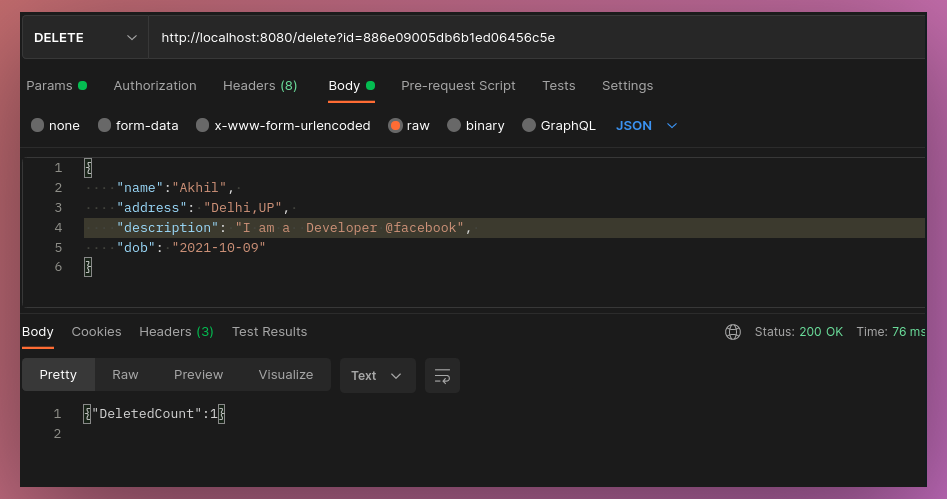 DELETE http://localhost:8080/delete?id=886e09005db6b1ed06456c5e
Params Authorization Headers (8) Body Pre-request Script Tests Settings
none form-data x-www-form-urlencoded raw binary GraphQL JSON
1 {
2 "name":"Akhil",
3 "address": "Delhi,UP",
4 "description": "I am a  Developer @facebook",
5 "dob": "2021-10-09"
6 }
Body Cookies Headers (3) Test Results Status: 200 OK Time: 76 ms
Pretty Raw Preview Visualize Text
1 {"DeletedCount":1}
2